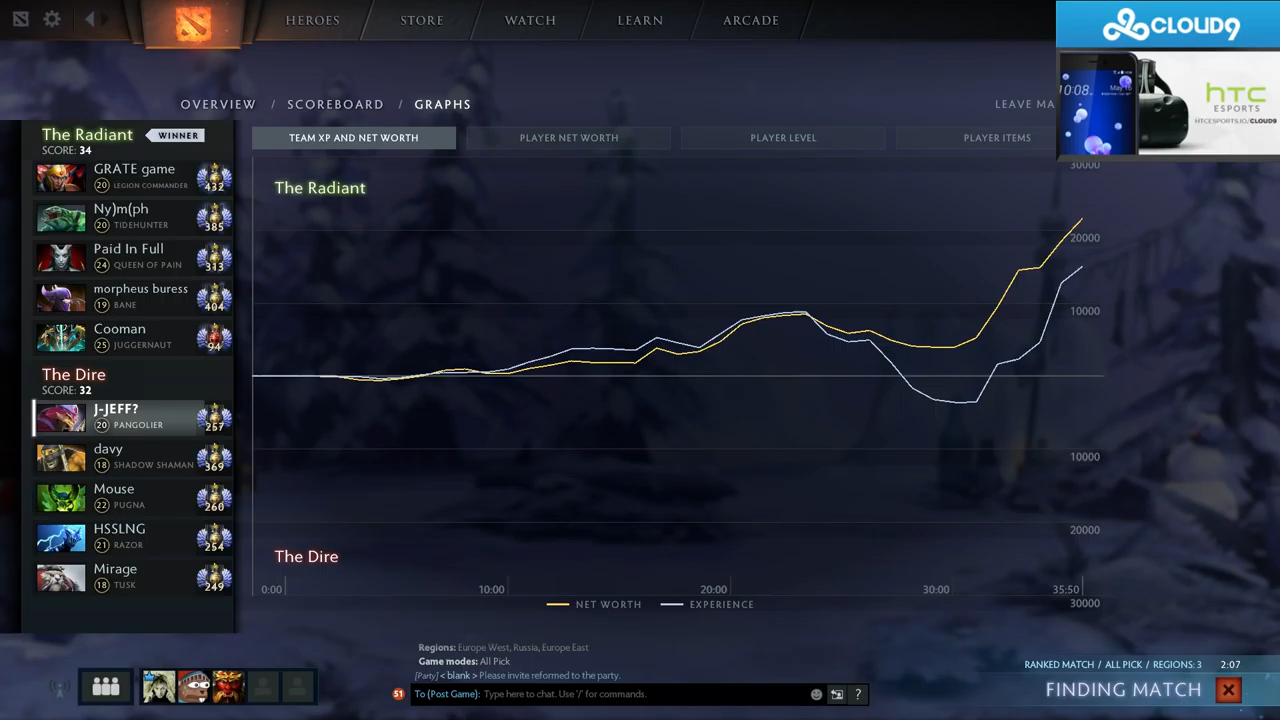 HEROES
STORE
WATCH
LEARN
ARCADE
CLOUD9
10:08
htc
ESPORTS
HTCESPORTS.IO/CLOUD9
OVERVIEW / SCOREBOARD / GRAPHS
LEAVE MA
TEAM XP AND NET WORTH
PLAYER NET WORTH
PLAYER LEVEL
PLAYER ITEMS
The Radiant
WINNER
SCORE: 34
GRATE game
20 LEGION COMMANDER
432
Ny)m(ph
20 TIDEHUNTER
385
Paid In Full
24 QUEEN OF PAIN
313
morpheus buress
19 BANE
404
Cooman
25 JUGGERNAUT
94
The Dire
SCORE: 32
J-JEFF?
20 PANGOLIER
257
davy
18 SHADOW SHAMAN
369
Mouse
22 PUGNA
260
HSSLNG
21 RAZOR
254
Mirage
18 TUSK
249
The Radiant
30000
20000
10000
10000
20000
The Dire
0:00
10:00
20:00
30:00
35:50
30000
NET WORTH
EXPERIENCE
Regions: Europe West, Russia, Europe East
Game modes: All Pick
[Party] < blank > Please invite reformed to the party.
51
To (Post Game): Type here to chat. Use '/' for commands.
?
RANKED MATCH / ALL PICK / REGIONS: 3
2:07
FINDING MATCH